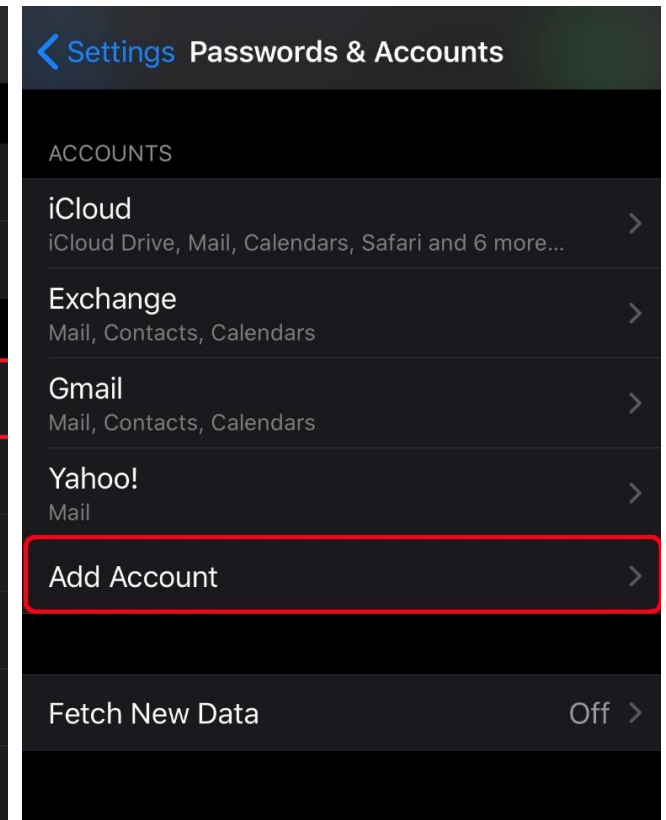 Settings Passwords & Accounts
ACCOUNTS
iCloud
iCloud Drive, Mail, Calendars, Safari and 6 more...
Exchange
Mail, Contacts, Calendars
Gmail
Mail, Contacts, Calendars
Yahoo!
Mail
Add Account
Fetch New Data Off